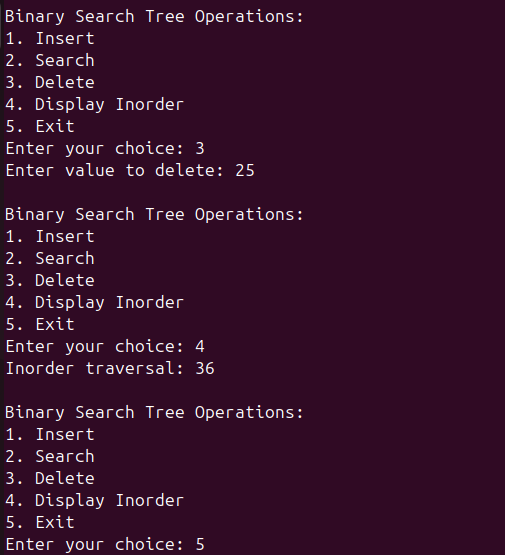 Binary Search Tree Operations:
1. Insert
2. Search
3. Delete
4. Display Inorder
5. Exit
Enter your choice: 3
Enter value to delete: 25
Binary Search Tree Operations:
1. Insert
2. Search
3. Delete
4. Display Inorder
5. Exit
Enter your choice: 4
Inorder traversal: 36
Binary Search Tree Operations:
1. Insert
2. Search
3. Delete
4. Display Inorder
5. Exit
Enter your choice: 5